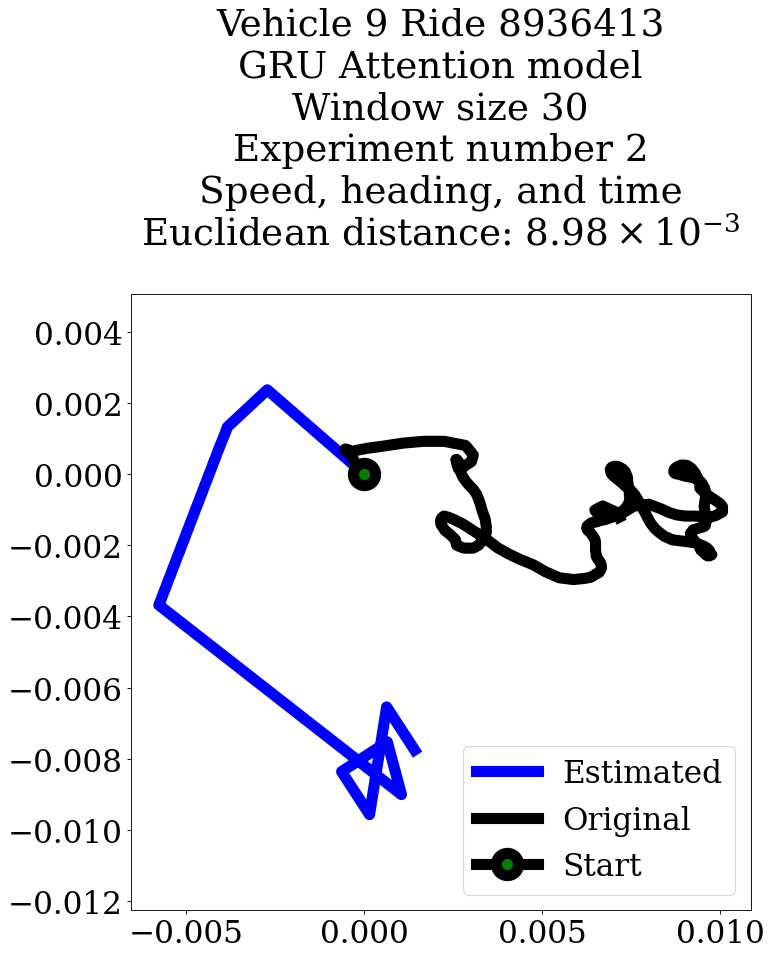 Vehicle 9 Ride 8936413
GRU Attention model
Window size 30
Experiment number 2
Speed, heading, and time
Euclidean distance: 8.98 × 10⁻³
0.004
0.002
0.000
−0.002
−0.004
−0.006
−0.008
−0.010
−0.012
−0.005 0.000 0.005 0.010
Estimated
Original
Start